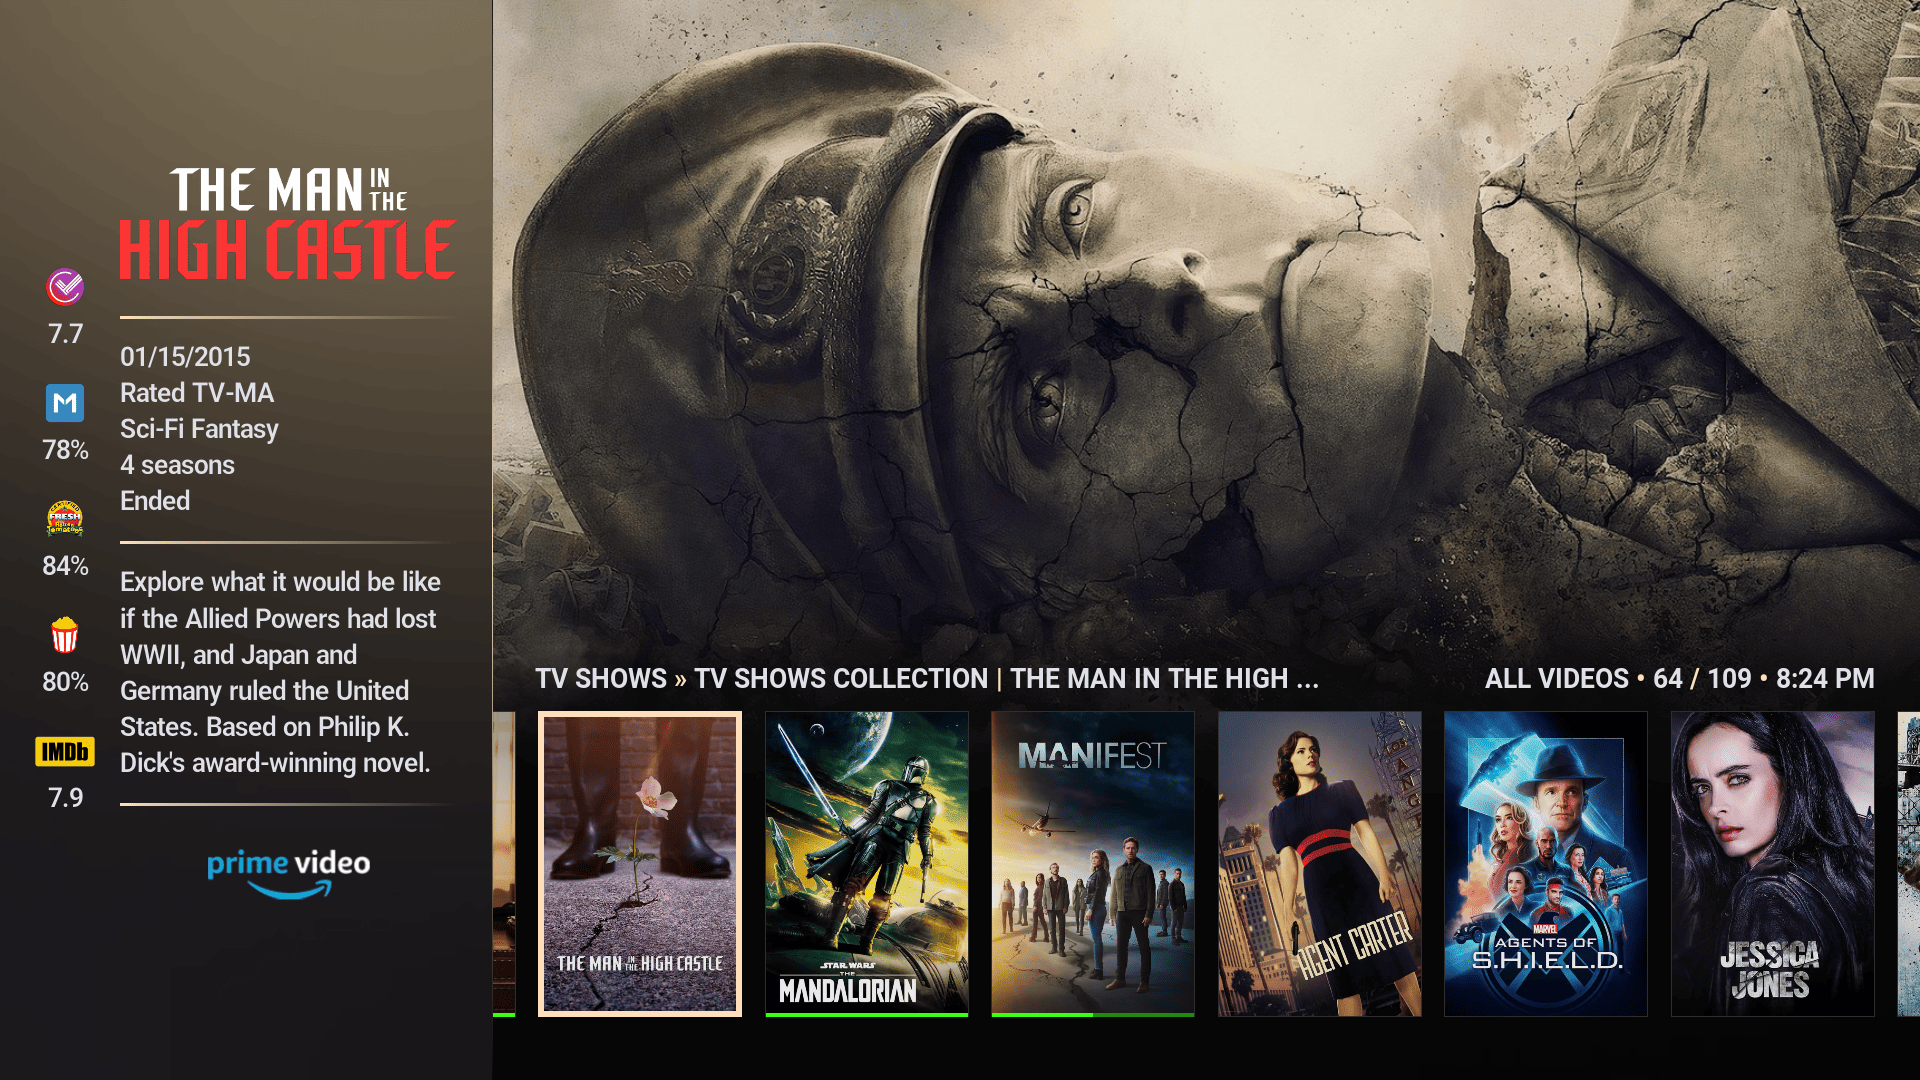 THE MAN IN THE
HIGH CASTLE
7.7
01/15/2015
Rated TV-MA
78%
Sci-Fi Fantasy
4 seasons
Ended
FRESH
84%
Explore what it would be like
if the Allied Powers had lost
WWII, and Japan and
80%
Germany ruled the United
States. Based on Philip K.
IMDb
Dick's award-winning novel.
7.9
prime video
TV SHOWS » TV SHOWS COLLECTION | THE MAN IN THE HIGH ...
ALL VIDEOS • 64 / 109 • 8:24 PM
THE MAN IN THE HIGH CASTLE
STAR WARS
THE
MANDALORIAN
MANIFEST
AGENT CARTER
MARVEL
AGENTS OF
S.H.I.E.L.D.
JESSICA
JONES